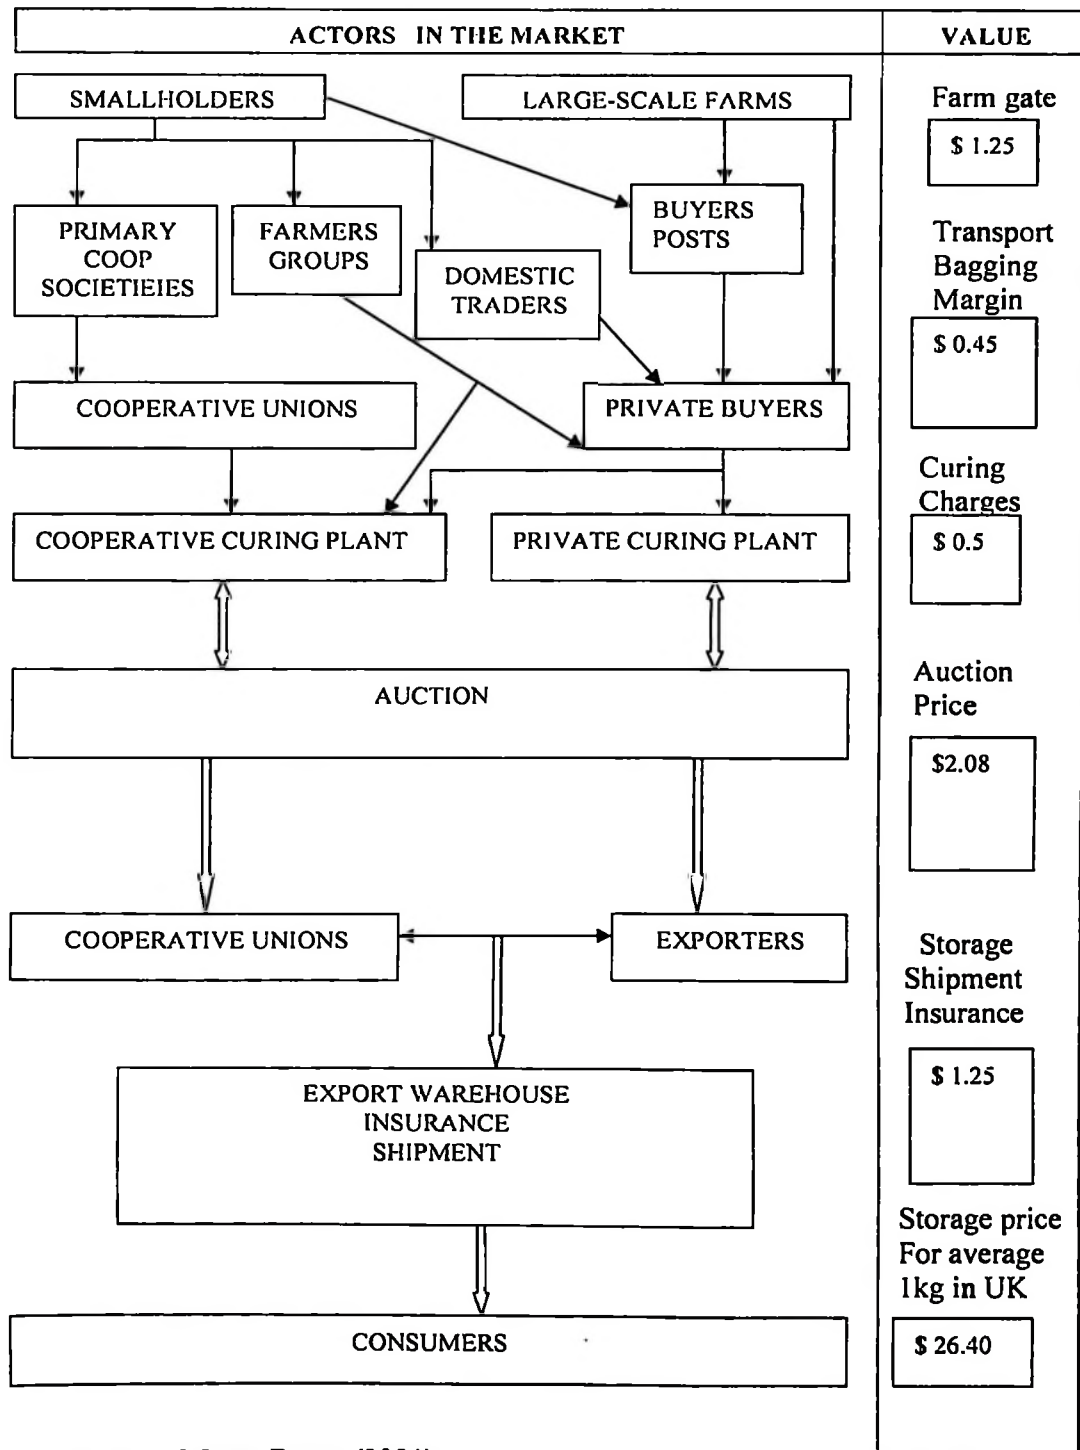 ACTORS IN THE MARKET
VALUE
SMALLHOLDERS
LARGE-SCALE FARMS
Farm gate
$ 1.25
PRIMARY
COOP
SOCIETIEIES
FARMERS
GROUPS
DOMESTIC
TRADERS
BUYERS
POSTS
Transport
Bagging
Margin
$ 0.45
COOPERATIVE UNIONS
PRIVATE BUYERS
Curing
Charges
$ 0.5
COOPERATIVE CURING PLANT
PRIVATE CURING PLANT
AUCTION
Auction
Price
$2.08
COOPERATIVE UNIONS
EXPORTERS
Storage
Shipment
Insurance
$ 1.25
EXPORT WAREHOUSE
INSURANCE
SHIPMENT
Storage price
For average
1kg in UK
$ 26.40
CONSUMERS